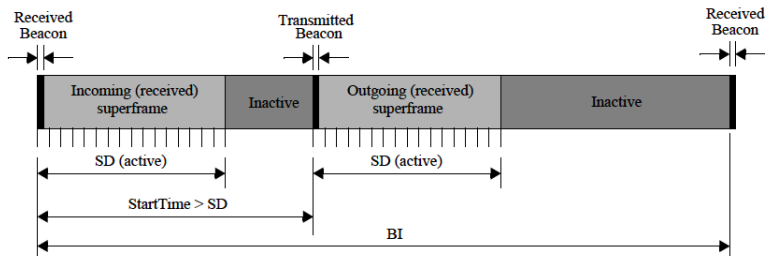 Received
Beacon
Transmitted
Beacon
Received
Beacon
Incoming (received)
superframe
Inactive
Outgoing (received)
superframe
Inactive
SD (active)
SD (active)
StartTime > SD
BI